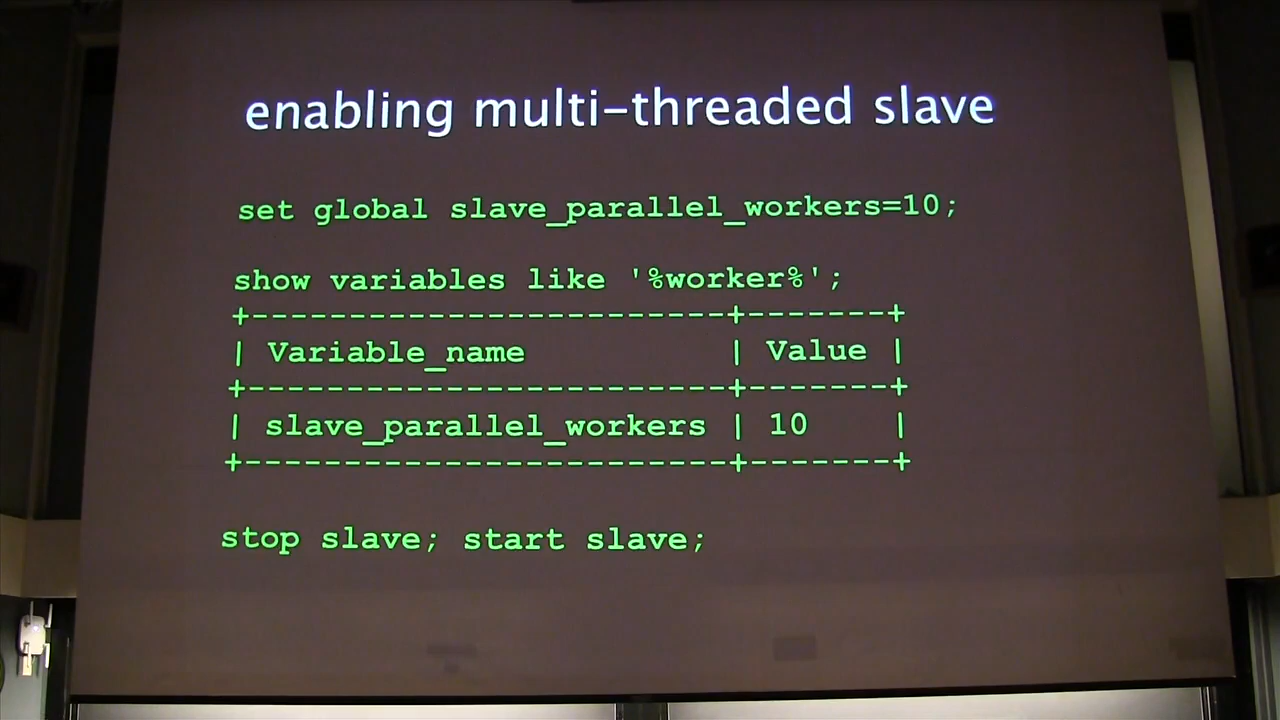 enabling multi-threaded slave
set global slave_parallel_workers=10;
show variables like '%worker%';
+------------------------+-------+
| Variable_name          | Value |
+------------------------+-------+
| slave_parallel_workers | 10    |
+------------------------+-------+
stop slave; start slave;